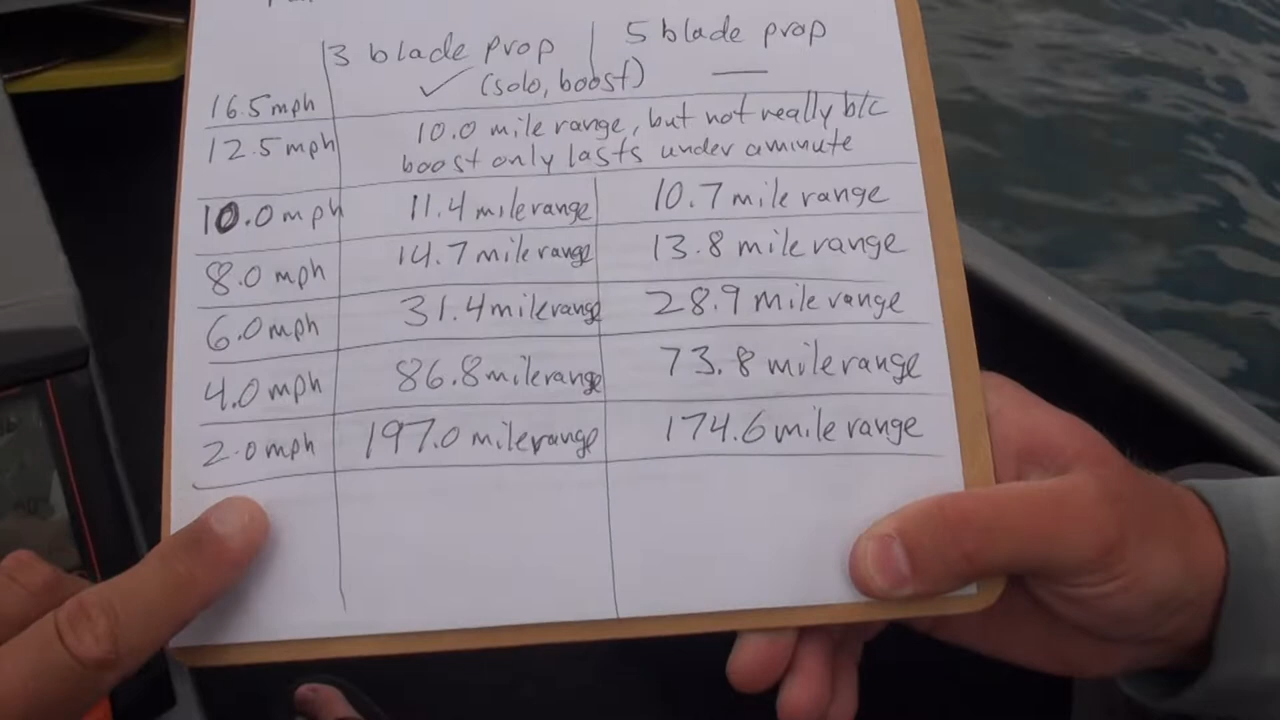 3 blade prop 5 blade prop
16.5 mph ✓ (solo, boost) —
12.5 mph 10.0 mile range, but not really b/c
boost only lasts under a minute
10.0 mph 11.4 mile range 10.7 mile range
8.0 mph 14.7 mile range 13.8 mile range
6.0 mph 31.4 mile range 28.9 mile range
4.0 mph 86.8 mile range 73.8 mile range
2.0 mph 197.0 mile range 174.6 mile range